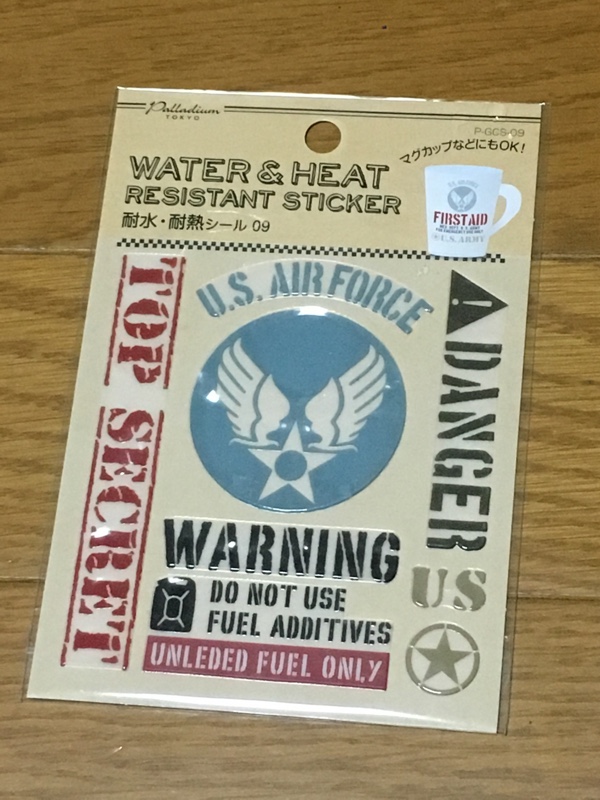 Palladium
TOKYO
P-GCS-09
マグカップなどにもOK!
WATER & HEAT
RESISTANT STICKER
耐水・耐熱シール 09
FIRST AID
U.S. ARMY
TOP SECRET
U.S. AIR FORCE
DANGER
WARNING
DO NOT USE
FUEL ADDITIVES
UNLEDED FUEL ONLY
US